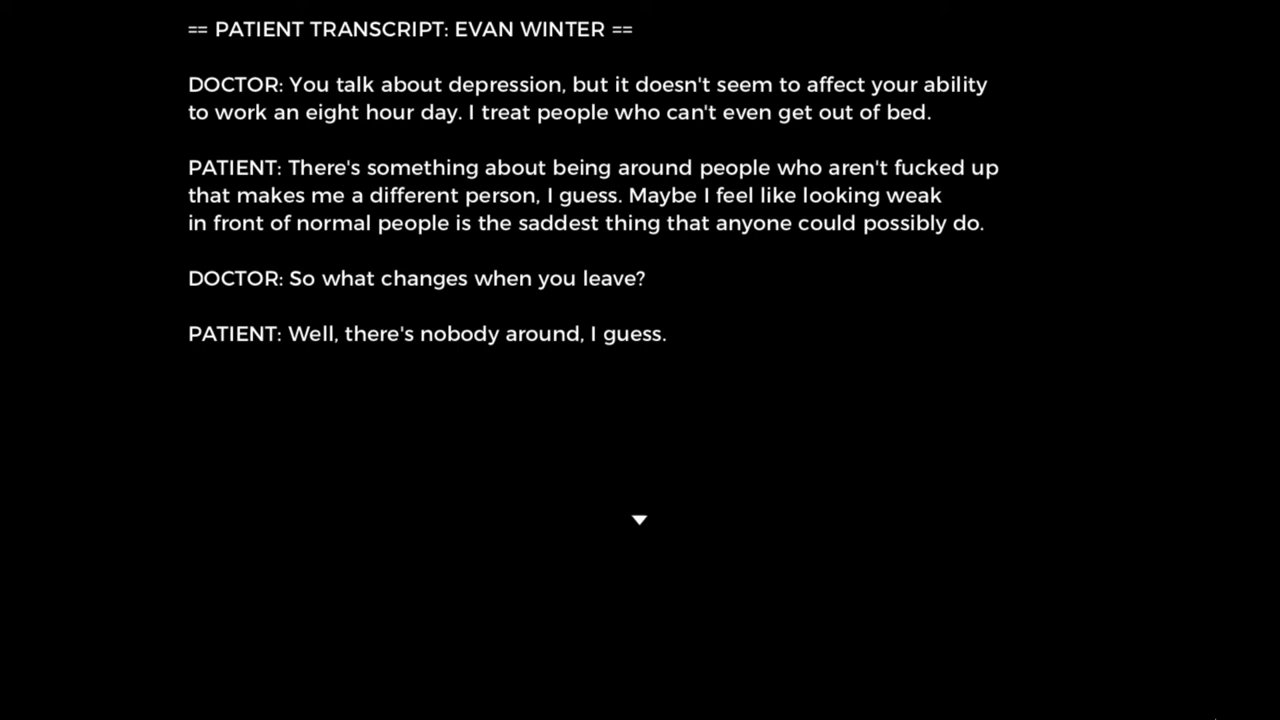 == PATIENT TRANSCRIPT: EVAN WINTER ==
DOCTOR: You talk about depression, but it doesn't seem to affect your ability
to work an eight hour day. I treat people who can't even get out of bed.
PATIENT: There's something about being around people who aren't fucked up
that makes me a different person, I guess. Maybe I feel like looking weak
in front of normal people is the saddest thing that anyone could possibly do.
DOCTOR: So what changes when you leave?
PATIENT: Well, there's nobody around, I guess.